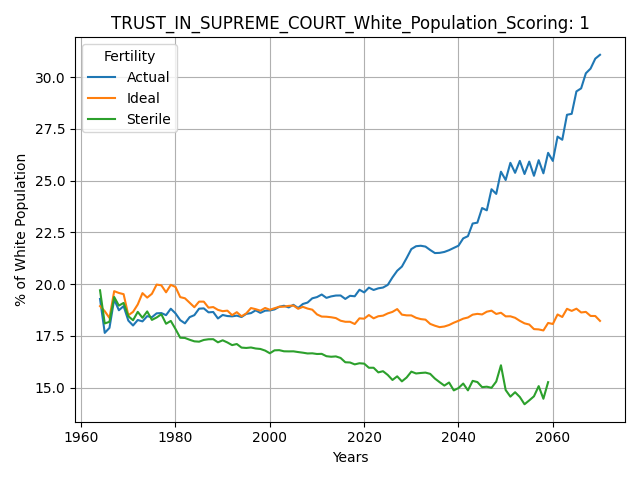 TRUST_IN_SUPREME_COURT_White_Population_Scoring: 1
Fertility
Actual
Ideal
Sterile
% of White Population
30.0
27.5
25.0
22.5
20.0
17.5
15.0
1960
1980
2000
2020
2040
2060
Years